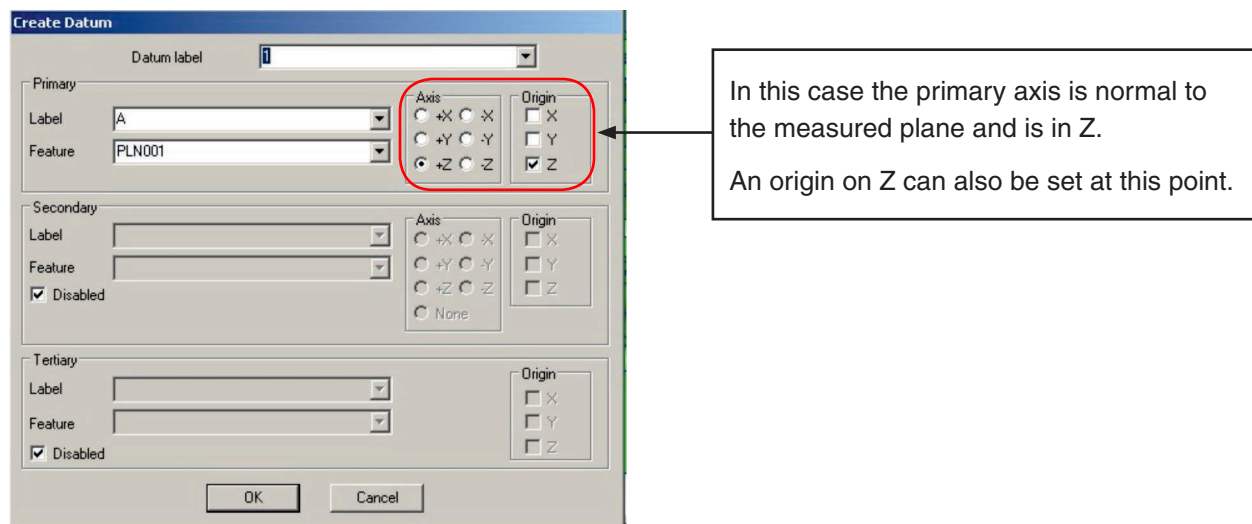 Create Datum
Datum label 1
Primary
Label A
Feature PLN001
Axis
+X -X
+Y -Y
+Z -Z
Origin
X
Y
Z
In this case the primary axis is normal to
the measured plane and is in Z.
An origin on Z can also be set at this point.
Secondary
Label
Feature
Disabled
Axis
+X -X
+Y -Y
+Z -Z
None
Origin
X
Y
Z
Tertiary
Label
Feature
Disabled
Origin
X
Y
Z
OK Cancel